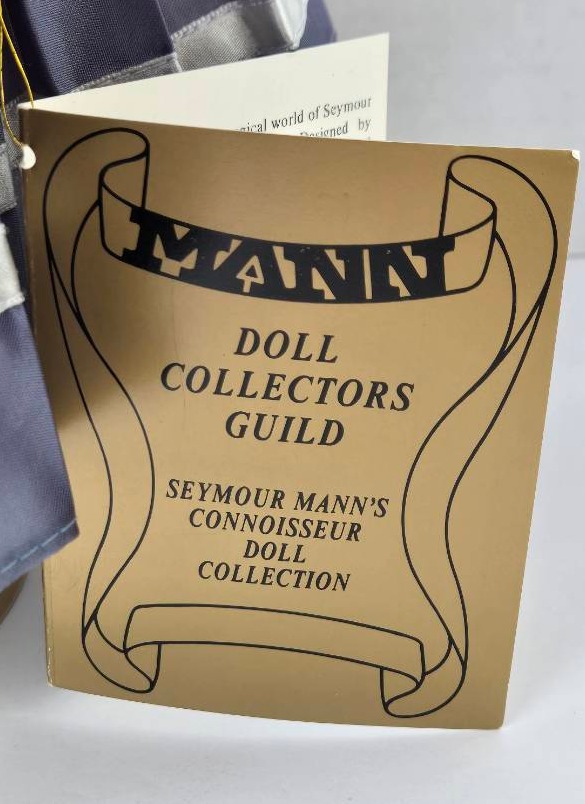 gical world of Seymour
Designed by
MANN
DOLL
COLLECTORS
GUILD
SEYMOUR MANN'S
CONNOISSEUR
DOLL
COLLECTION